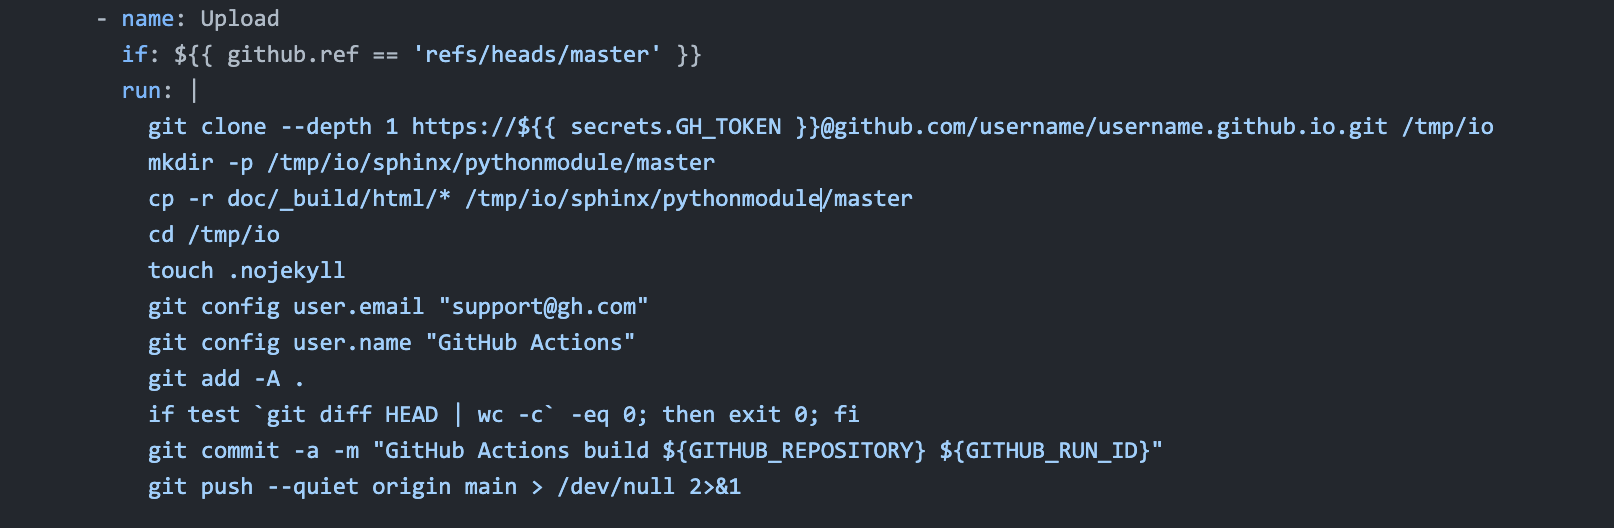 - name: Upload
if: ${{ github.ref == 'refs/heads/master' }}
run: |
git clone --depth 1 https://${{ secrets.GH_TOKEN }}@github.com/username/username.github.io.git /tmp/io
mkdir -p /tmp/io/sphinx/pythonmodule/master
cp -r doc/_build/html/* /tmp/io/sphinx/pythonmodule/master
cd /tmp/io
touch .nojekyll
git config user.email "support@gh.com"
git config user.name "GitHub Actions"
git add -A .
if test `git diff HEAD | wc -c` -eq 0; then exit 0; fi
git commit -a -m "GitHub Actions build ${GITHUB_REPOSITORY} ${GITHUB_RUN_ID}"
git push --quiet origin main > /dev/null 2>&1